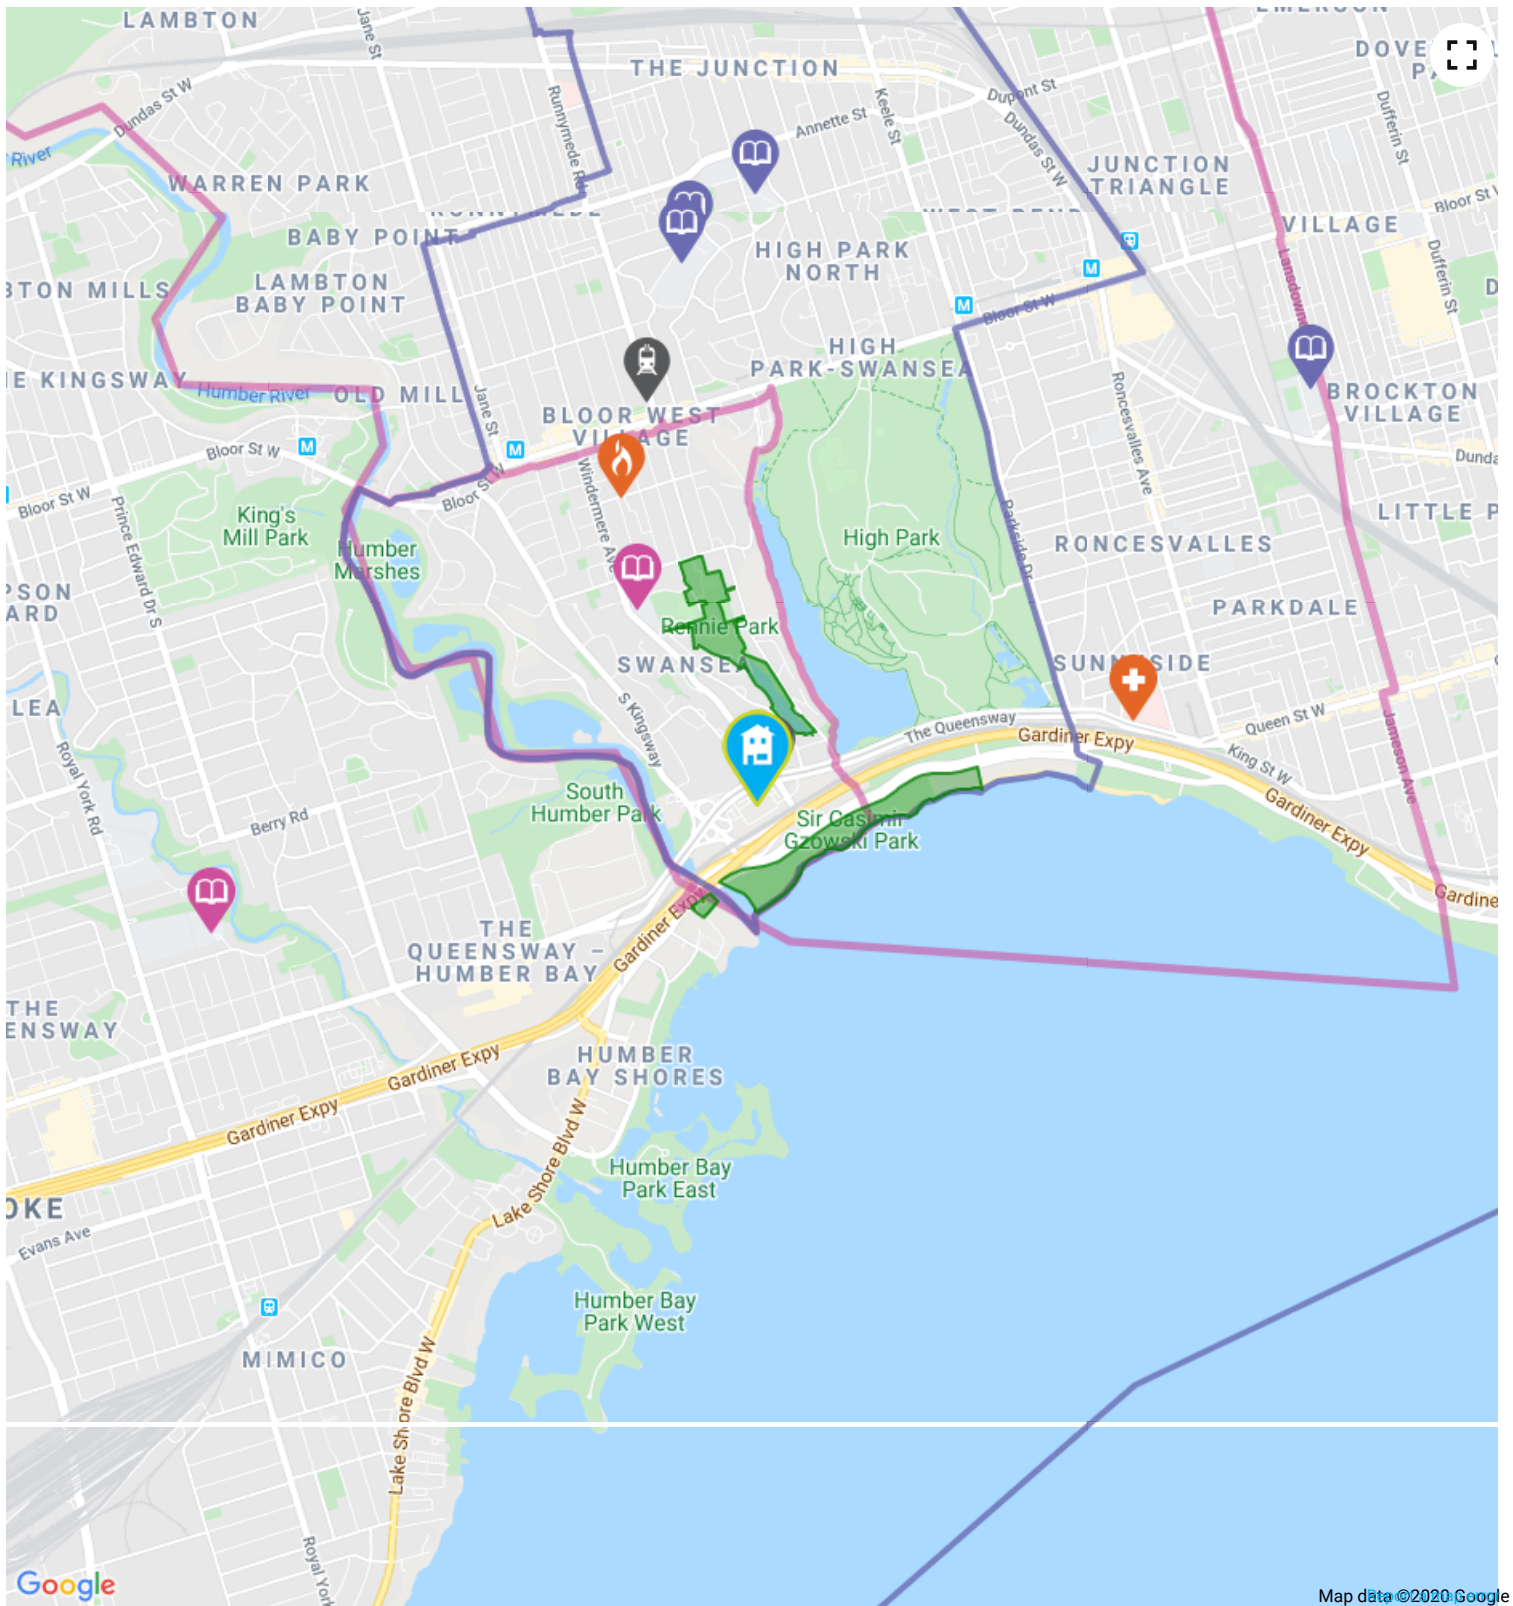 LAMBTON
Jane St
EMERSON
THE JUNCTION
Dundas St W
Runnymede Rd
Keele St
Dupont St
Dufferin St
Annette St
Dundas St W
River
WARREN PARK
JUNCTION
TRIANGLE
Bloor St W
BABY POINT
VILLAGE
HIGH PARK
NORTH
Dufferin St
LAMBTON
BABY POINT
BTON MILLS
M
M
Bloor St W
Lansdowne
HIGH
PARK-SWANSEA
E KINGSWAY
Humber River
OLD MILL
Jane St
BLOOR WEST
VILLAGE
Roncesvalles Ave
BROCKTON
VILLAGE
Bloor St W
M
M
Dunda
Bloor St W
Bloor St W
Windermere Ave
Prince Edward Dr S
King's
Mill Park
Humber
Marshes
High Park
Parkside Dr
RONCESVALLES
LITTLE P
PSON
ARD
Rennie Park
PARKDALE
SWANSEA
SUNNYSIDE
LEA
S Kingsway
The Queensway
Gardiner Expy
Queen St W
King St W
Jameson Ave
Royal York Rd
South
Humber Park
Sir Casimir
Gzowski Park
Gardiner Expy
Berry Rd
Gardine
THE
QUEENSWAY –
HUMBER BAY
Gardiner Expy
THE
ENSWAY
HUMBER
BAY SHORES
Gardiner Expy
Gardiner Expy
Lake Shore Blvd W
Humber Bay
Park East
OKE
Evans Ave
Humber Bay
Park West
MIMICO
Lake Shore Blvd W
Royal York
Google
Map data ©2020 Google